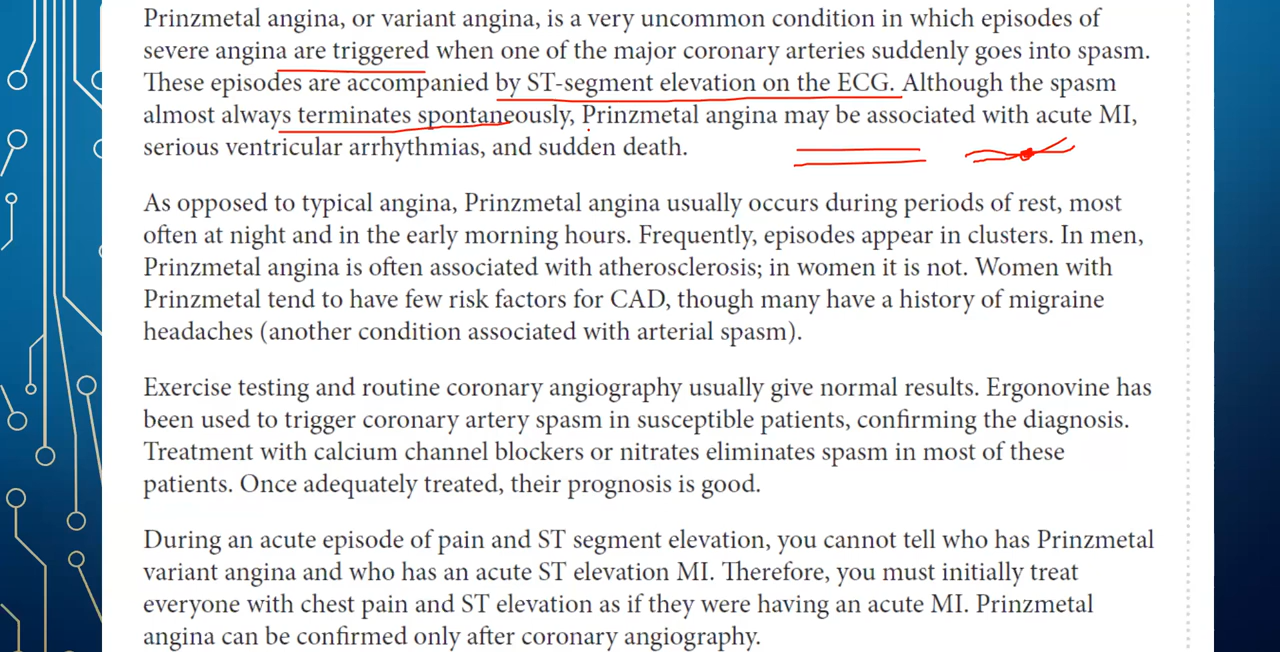 Prinzmetal angina, or variant angina, is a very uncommon condition in which episodes of
severe angina are triggered when one of the major coronary arteries suddenly goes into spasm.
These episodes are accompanied by ST-segment elevation on the ECG. Although the spasm
almost always terminates spontaneously, Prinzmetal angina may be associated with acute MI,
serious ventricular arrhythmias, and sudden death.
As opposed to typical angina, Prinzmetal angina usually occurs during periods of rest, most
often at night and in the early morning hours. Frequently, episodes appear in clusters. In men,
Prinzmetal angina is often associated with atherosclerosis; in women it is not. Women with
Prinzmetal tend to have few risk factors for CAD, though many have a history of migraine
headaches (another condition associated with arterial spasm).
Exercise testing and routine coronary angiography usually give normal results. Ergonovine has
been used to trigger coronary artery spasm in susceptible patients, confirming the diagnosis.
Treatment with calcium channel blockers or nitrates eliminates spasm in most of these
patients. Once adequately treated, their prognosis is good.
During an acute episode of pain and ST segment elevation, you cannot tell who has Prinzmetal
variant angina and who has an acute ST elevation MI. Therefore, you must initially treat
everyone with chest pain and ST elevation as if they were having an acute MI. Prinzmetal
angina can be confirmed only after coronary angiography.